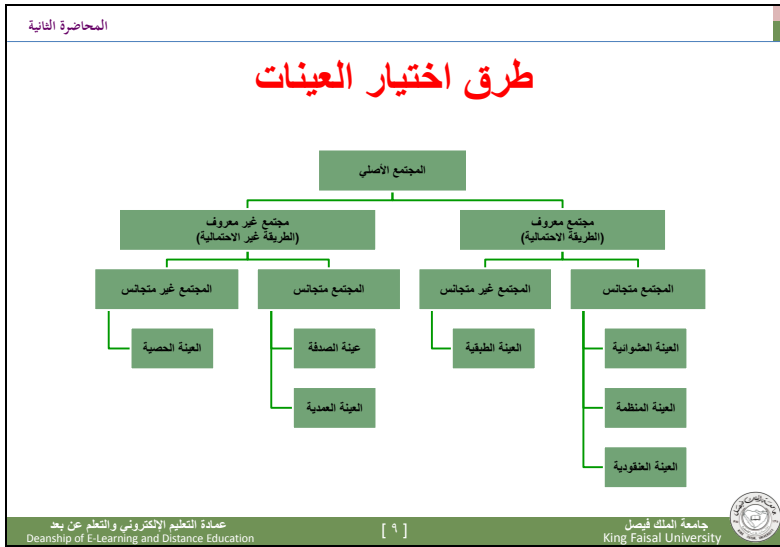 المحاضرة الثانية
طرق اختيار العينات
المجتمع الأصلي
مجتمع معروف
(الطريقة الاحتمالية)
مجتمع غير معروف
(الطريقة غير الاحتمالية)
المجتمع متجانس
المجتمع غير متجانس
المجتمع متجانس
المجتمع غير متجانس
العينة العشوائية
العينة الطبقية
عينة الصدفة
العينة الحصية
العينة المنظمة
العينة العمدية
العينة العنقودية
جامعة الملك فيصل
King Faisal University
[ ٩ ]
عمادة التعليم الإلكتروني والتعلم عن بعد
Deanship of E-Learning and Distance Education